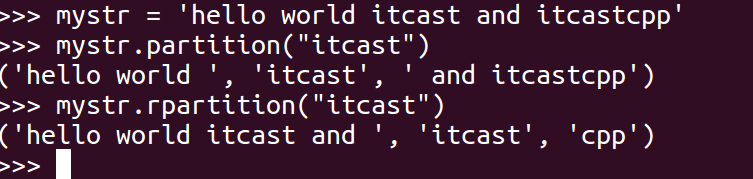 >>> mystr = 'hello world itcast and itcastcpp'
>>> mystr.partition("itcast")
('hello world ', 'itcast', ' and itcastcpp')
>>> mystr.rpartition("itcast")
('hello world itcast and ', 'itcast', 'cpp')
>>>